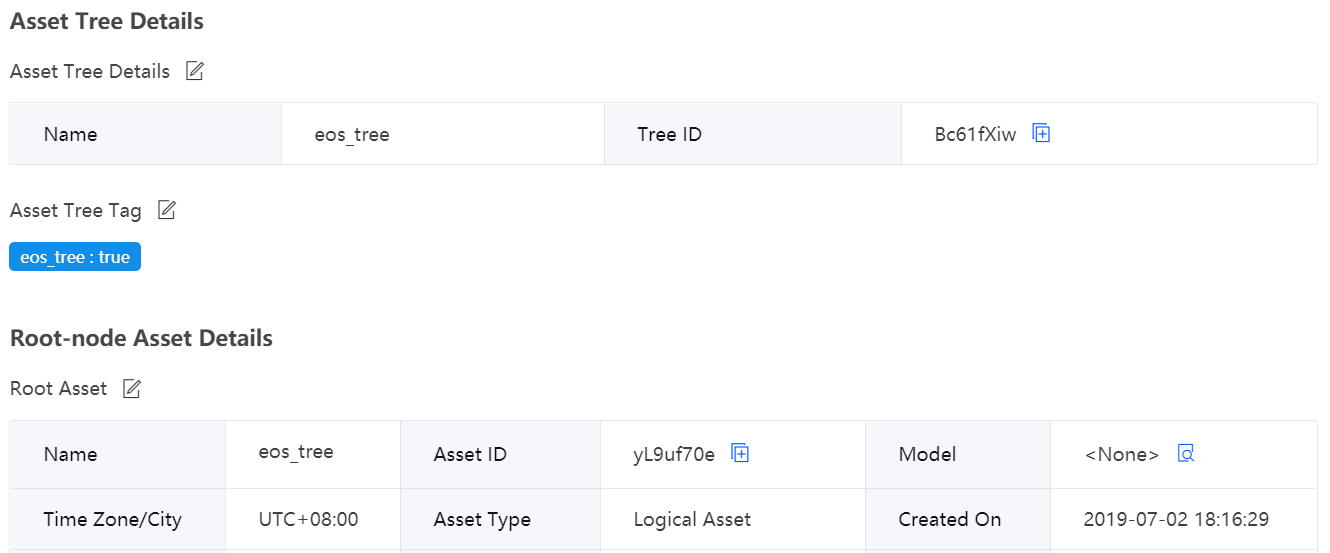 Asset Tree Details
Asset Tree Details
Name eos_tree Tree ID Bc61fXiw
Asset Tree Tag
eos_tree : true
Root-node Asset Details
Root Asset
Name eos_tree Asset ID yL9uf70e Model <None>
Time Zone/City UTC+08:00 Asset Type Logical Asset Created On 2019-07-02 18:16:29